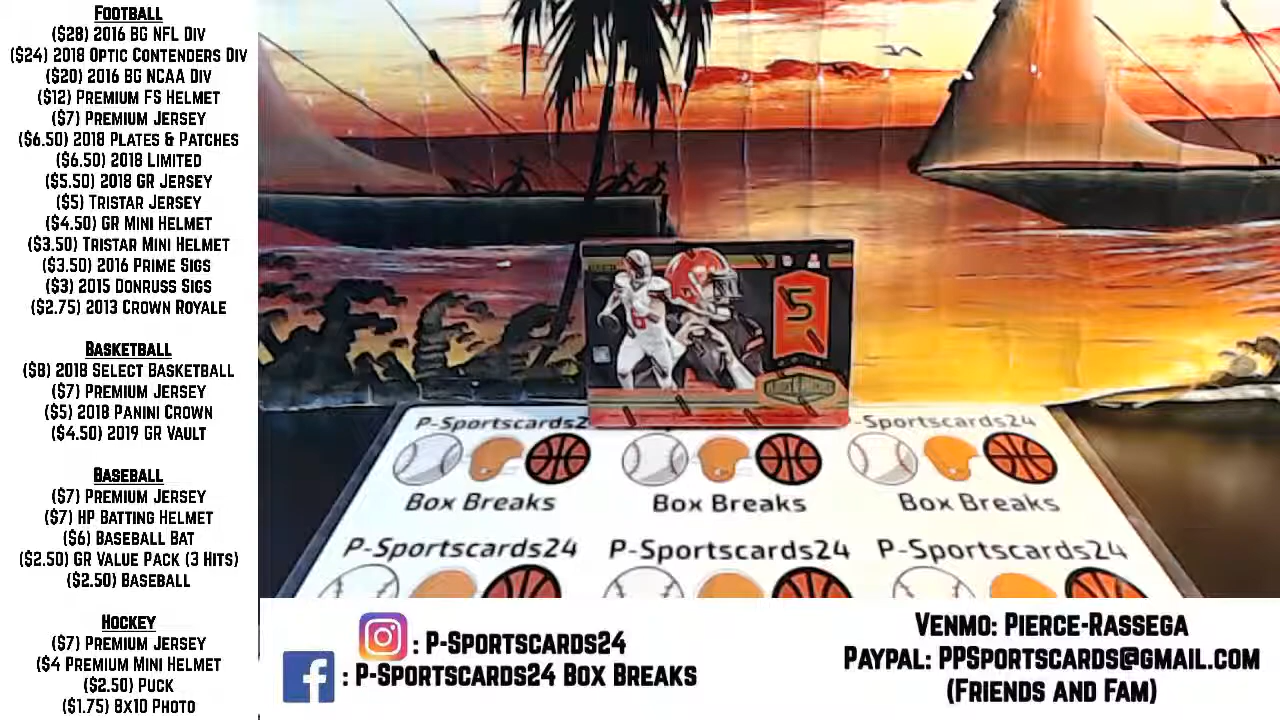 FOOTBALL
($28) 2016 BG NFL DIV
($24) 2018 OPTIC CONTENDERS DIV
($20) 2016 BG NCAA DIV
($12) PREMIUM FS HELMET
($7) PREMIUM JERSEY
($6.50) 2018 PLATES & PATCHES
($6.50) 2018 LIMITED
($5.50) 2018 GR JERSEY
($5) TRISTAR JERSEY
($4.50) GR MINI HELMET
($3.50) TRISTAR MINI HELMET
($3.50) 2016 PRIME SIGS
($3) 2015 DONRUSS SIGS
($2.75) 2013 CROWN ROYALE
BASKETBALL
($8) 2018 SELECT BASKETBALL
($7) PREMIUM JERSEY
($5) 2018 PANINI CROWN
($4.50) 2019 GR VAULT
BASEBALL
($7) PREMIUM JERSEY
($7) HP BATTING HELMET
($6) BASEBALL BAT
($2.50) GR VALUE PACK (3 HITS)
($2.50) BASEBALL
HOCKEY
($7) PREMIUM JERSEY
($4 PREMIUM MINI HELMET
($2.50) PUCK
($1.75) 8X10 PHOTO
5
P-Sportscards2 -Sportscards24
Box Breaks Box Breaks Box Breaks
P-Sportscards24 P-Sportscards24 P-Sportscards24
: P-SPORTSCARDS24
: P-SPORTSCARDS24 BOX BREAKS
VENMO: PIERCE-RASSEGA
PAYPAL: PPSPORTSCARDS@GMAIL.COM
(FRIENDS AND FAM)